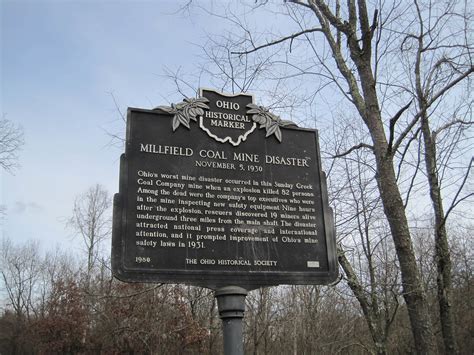 OHIO
HISTORICAL
MARKER
MILLFIELD COAL MINE DISASTER
NOVEMBER 5, 1930
Ohio's worst mine disaster occurred in this Sunday Creek
Coal Company mine when an explosion killed 82 persons.
Among the dead were the company's top executives who were
in the mine inspecting new safety equipment. Nine hours
after the explosion, rescuers discovered 19 miners alive
underground three miles from the main shaft. The disaster
attracted national press coverage and international
attention, and it prompted improvement of Ohio's mine
safety laws in 1931.
1980 THE OHIO HISTORICAL SOCIETY